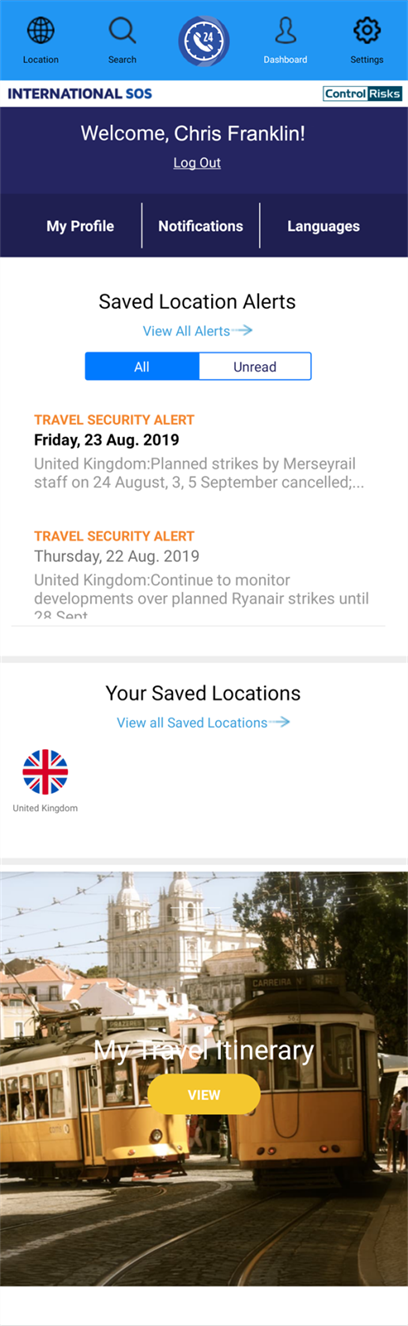 Location
Search
24
Dashboard
Settings
INTERNATIONAL SOS
Control Risks
Welcome, Chris Franklin!
Log Out
My Profile
Notifications
Languages
Saved Location Alerts
View All Alerts
All
Unread
TRAVEL SECURITY ALERT
Friday, 23 Aug. 2019
United Kingdom:Planned strikes by Merseyrail
staff on 24 August, 3, 5 September cancelled;...
TRAVEL SECURITY ALERT
Thursday, 22 Aug. 2019
United Kingdom:Continue to monitor
developments over planned Ryanair strikes until
28 Sept
Your Saved Locations
View all Saved Locations
United Kingdom
CARREIRA
My Travel Itinerary
VIEW